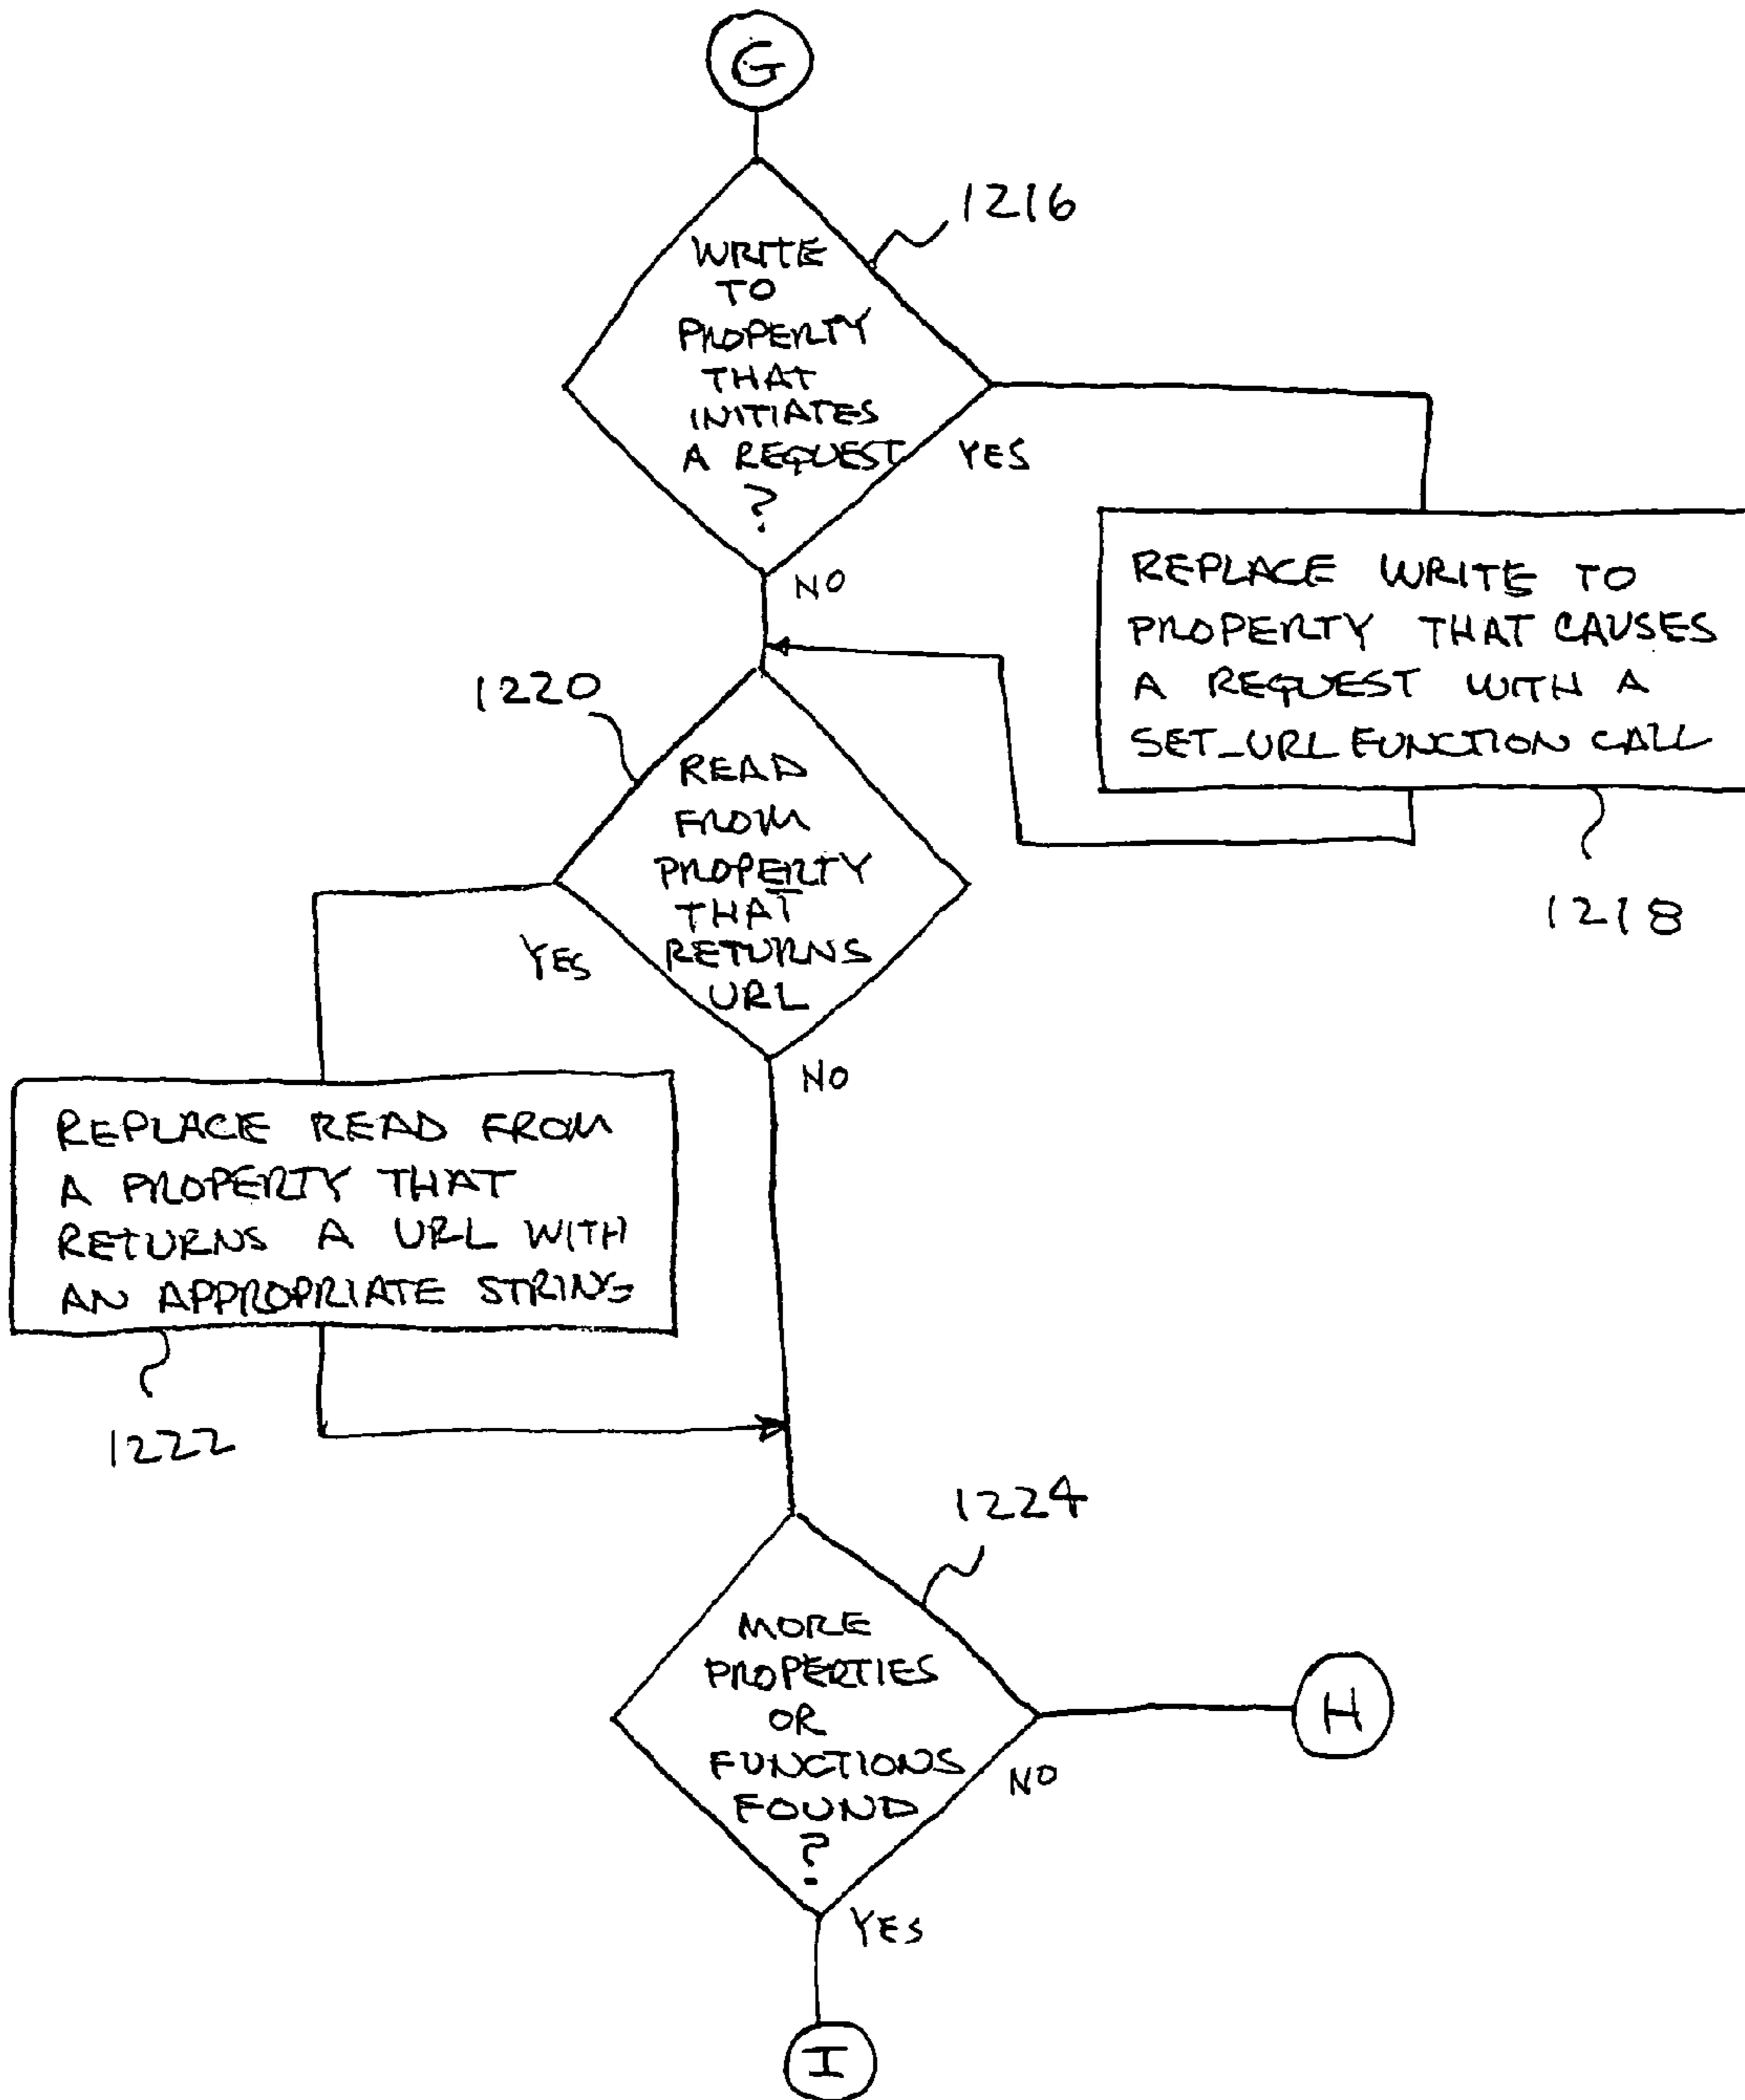 G
1216
WRITE
TO
PROPERTY
THAT
INITIATES
A REQUEST
?
YES
NO
REPLACE WRITE TO
PROPERTY THAT CAUSES
A REQUEST WITH A
SET_URL FUNCTION CALL
1218
1220
READ
FROM
PROPERTY
THAT
RETURNS
URL
YES
NO
REPLACE READ FROM
A PROPERTY THAT
RETURNS A URL WITH
AN APPROPRIATE STRING
1222
1224
MORE
PROPERTIES
OR
FUNCTIONS
FOUND
?
NO
H
YES
I